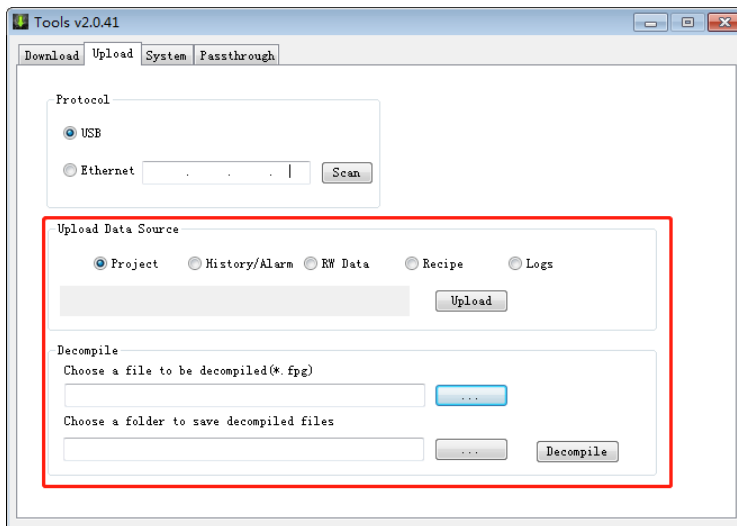 Tools v2.0.41
Download Upload System Passthrough
Protocol
USB
Ethernet . . . Scan
Upload Data Source
Project History/Alarm RW Data Recipe Logs
Upload
Decompile
Choose a file to be decompiled(*.fpg)
...
Choose a folder to save decompiled files
... Decompile